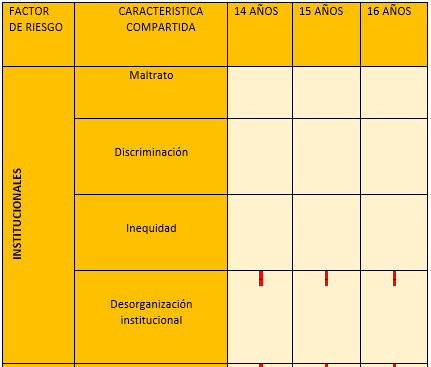 FACTOR
DE RIESGO
CARACTERISTICA
COMPARTIDA
14 AÑOS
15 AÑOS
16 AÑOS
INSTITUCIONALES
Maltrato
Discriminación
Inequidad
Desorganización
institucional